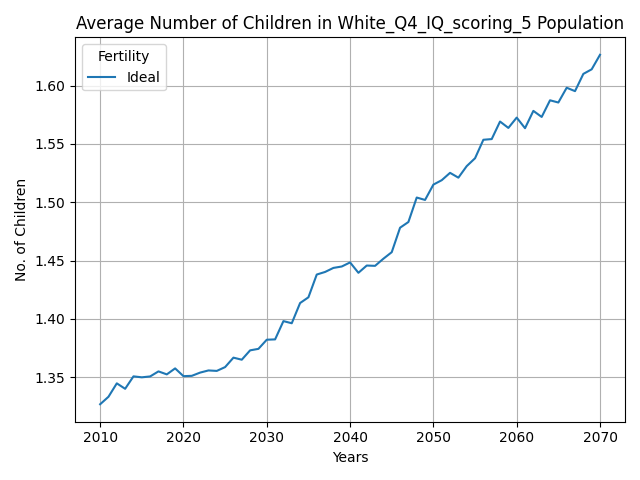 Average Number of Children in White_Q4_IQ_scoring_5 Population
Fertility
Ideal
No. of Children
1.60
1.55
1.50
1.45
1.40
1.35
2010 2020 2030 2040 2050 2060 2070
Years